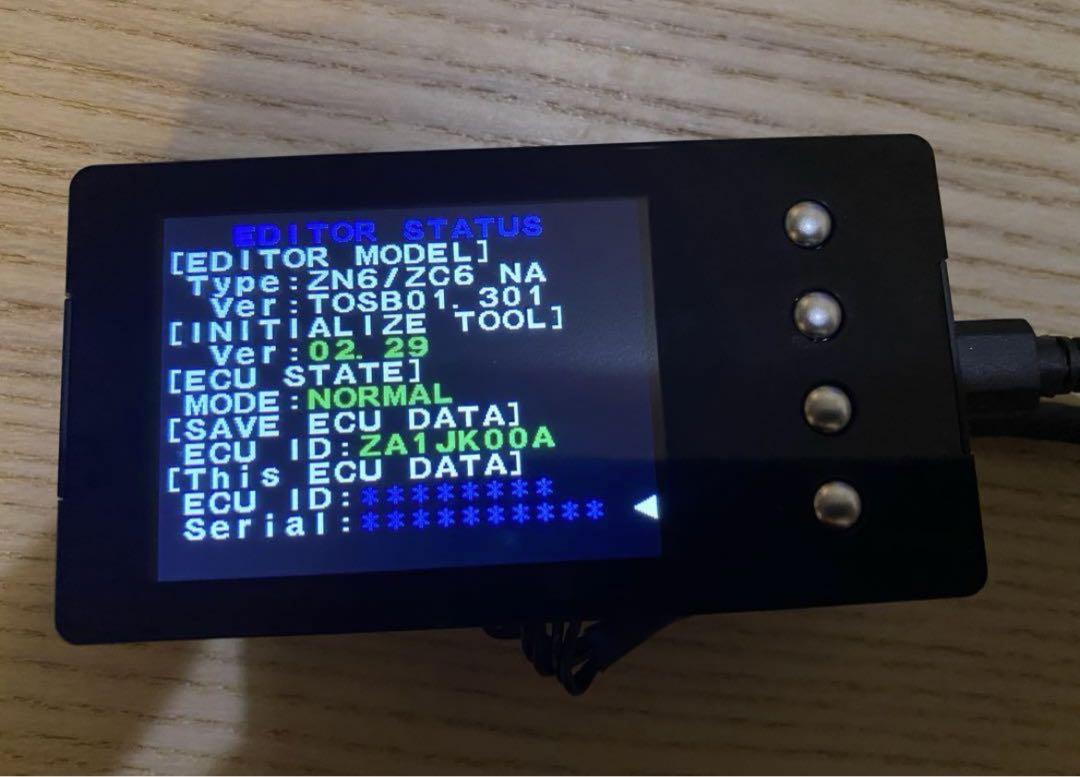 EDITOR STATUS
[EDITOR MODEL]
Type:ZN6/ZC6 NA
Ver:TOSB01.301
[INITIALIZE TOOL]
Ver:02.29
[ECU STATE]
MODE:NORMAL
[SAVE ECU DATA]
ECU ID:ZA1JK00A
[This ECU DATA]
ECU ID:********
Serial:**********